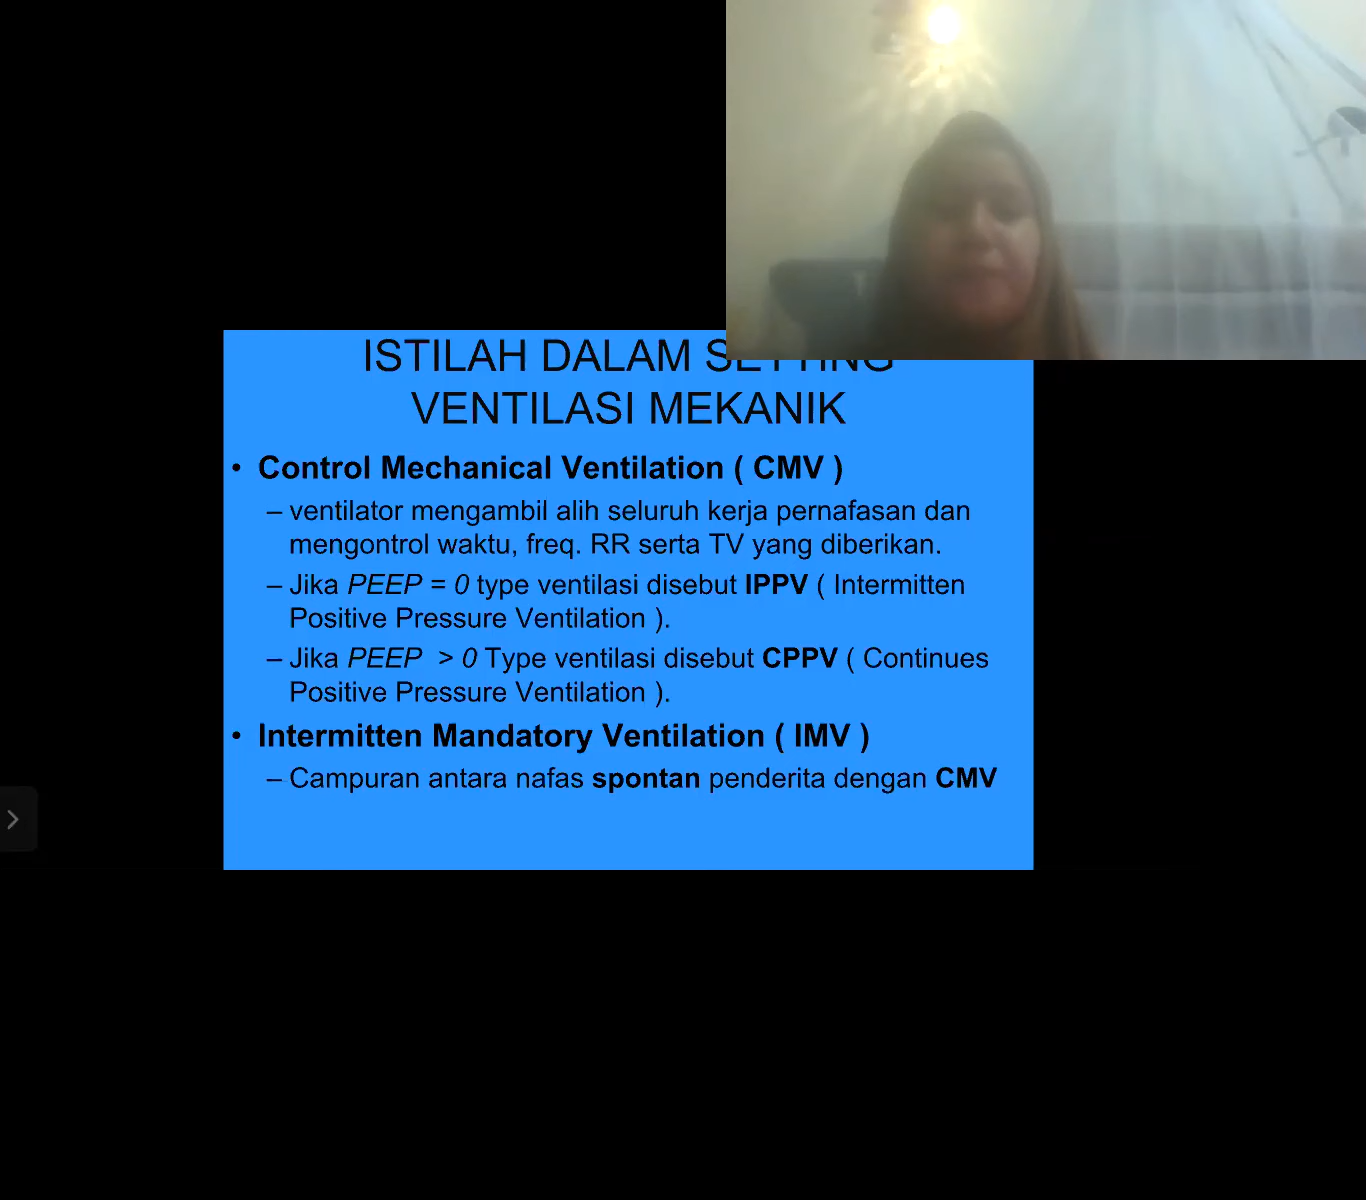 ISTILAH DALAM SETTING
VENTILASI MEKANIK
• Control Mechanical Ventilation ( CMV )
– ventilator mengambil alih seluruh kerja pernafasan dan
mengontrol waktu, freq. RR serta TV yang diberikan.
– Jika PEEP = 0 type ventilasi disebut IPPV ( Intermitten
Positive Pressure Ventilation ).
– Jika PEEP > 0 Type ventilasi disebut CPPV ( Continues
Positive Pressure Ventilation ).
• Intermitten Mandatory Ventilation ( IMV )
– Campuran antara nafas spontan penderita dengan CMV